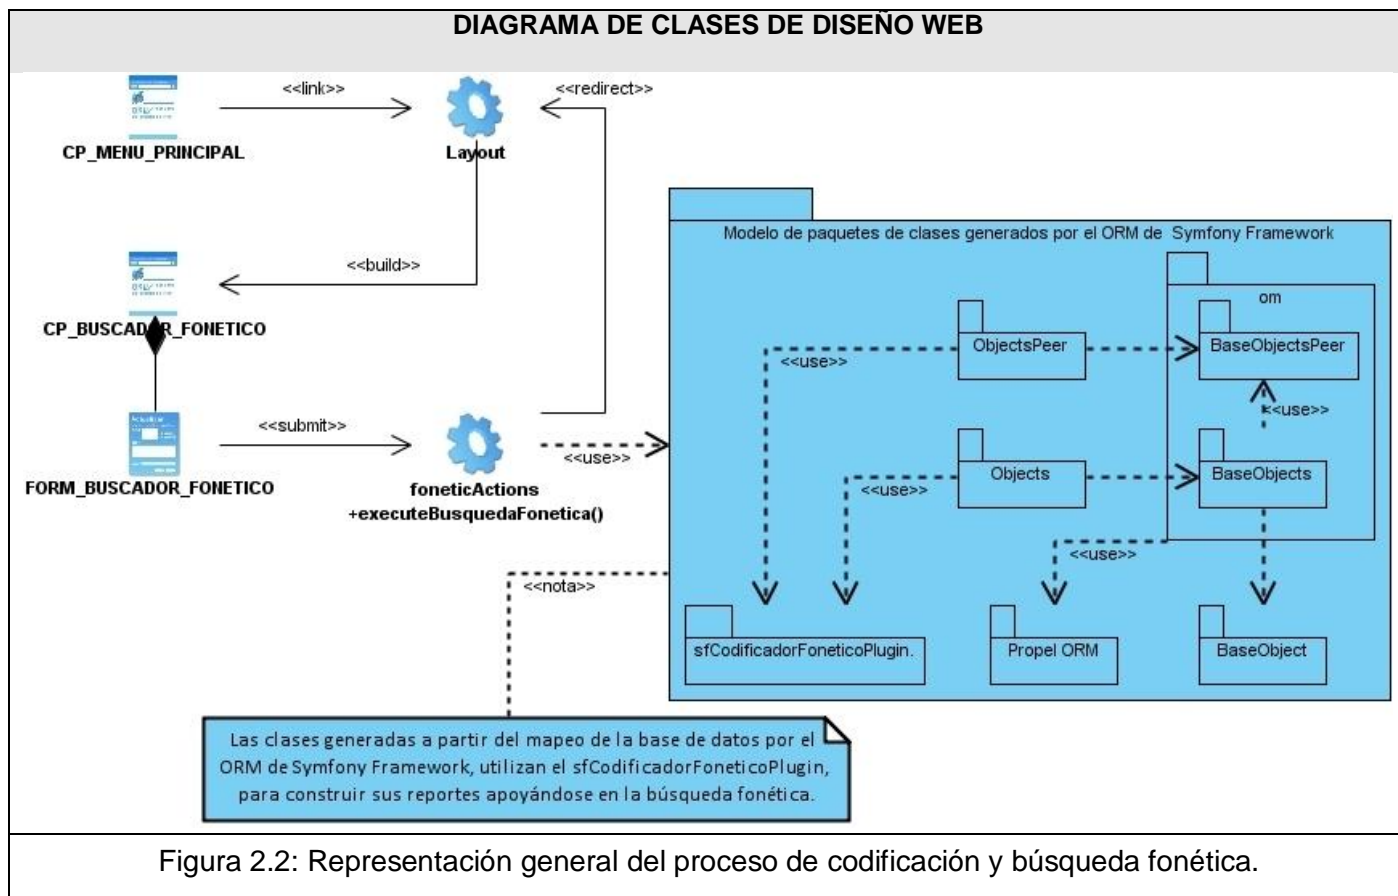 DIAGRAMA DE CLASES DE DISEÑO WEB
<<link>>
<<redirect>>
CP_MENU_PRINCIPAL
Layout
Modelo de paquetes de clases generados por el ORM de Symfony Framework
<<build>>
om
CP_BUSCADOR_FONETICO
ObjectsPeer
BaseObjectsPeer
<<use>>
<<use>>
<<submit>>
<<use>>
Objects
BaseObjects
FORM_BUSCADOR_FONETICO
foneticActions
<<use>>
+executeBusquedaFonetica()
<<use>>
<<nota>>
sfCodificadorFoneticoPlugin.
Propel ORM
BaseObject
Las clases generadas a partir del mapeo de la base de datos por el
ORM de Symfony Framework, utilizan el sfCodificadorFoneticoPlugin,
para construir sus reportes apoyándose en la búsqueda fonética.
Figura 2.2: Representación general del proceso de codificación y búsqueda fonética.